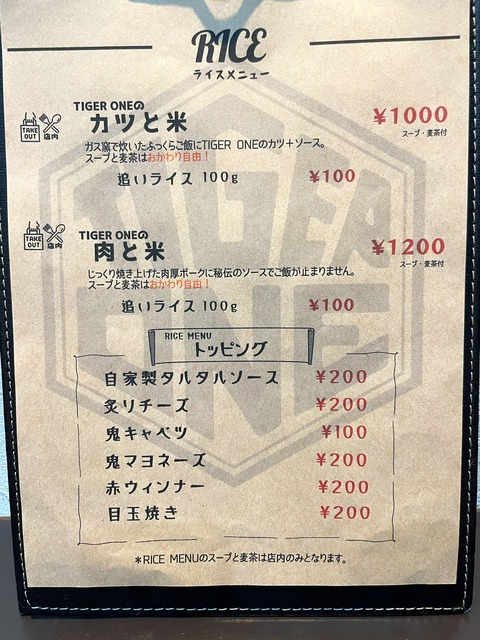 RICE
ライスメニュー
TIGER ONEの
カツと米
¥1000
TAKE OUT 店内
スープ・麦茶付
ガス窯で炊いたふっくらご飯にTIGER ONEのカツ+ソース。
スープと麦茶はおかわり自由!
追いライス 100g ¥100
TIGER ONEの
肉と米
¥1200
TAKE OUT 店内
スープ・麦茶付
じっくり焼き上げた肉厚ポークに秘伝のソースでご飯が止まりません。
スープと麦茶はおかわり自由!
追いライス 100g ¥100
RICE MENU
トッピング
自家製タルタルソース ¥200
炙りチーズ ¥200
鬼キャベツ ¥100
鬼マヨネーズ ¥200
赤ウィンナー ¥200
目玉焼き ¥200
*RICE MENUのスープと麦茶は店内のみとなります。
TIGER
ONE